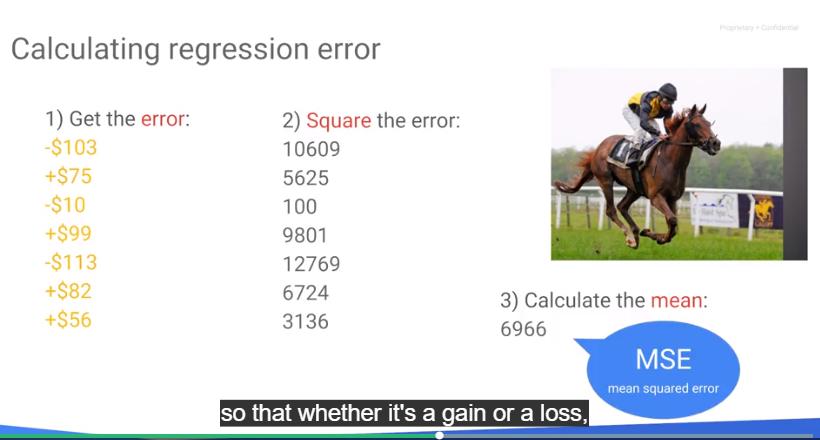 Proprietary + Confidential
Calculating regression error
1) Get the error:
-$103
+$75
-$10
+$99
-$113
+$82
+$56
2) Square the error:
10609
5625
100
9801
12769
6724
3136
3) Calculate the mean:
6966
MSE
mean squared error
so that whether it's a gain or a loss,